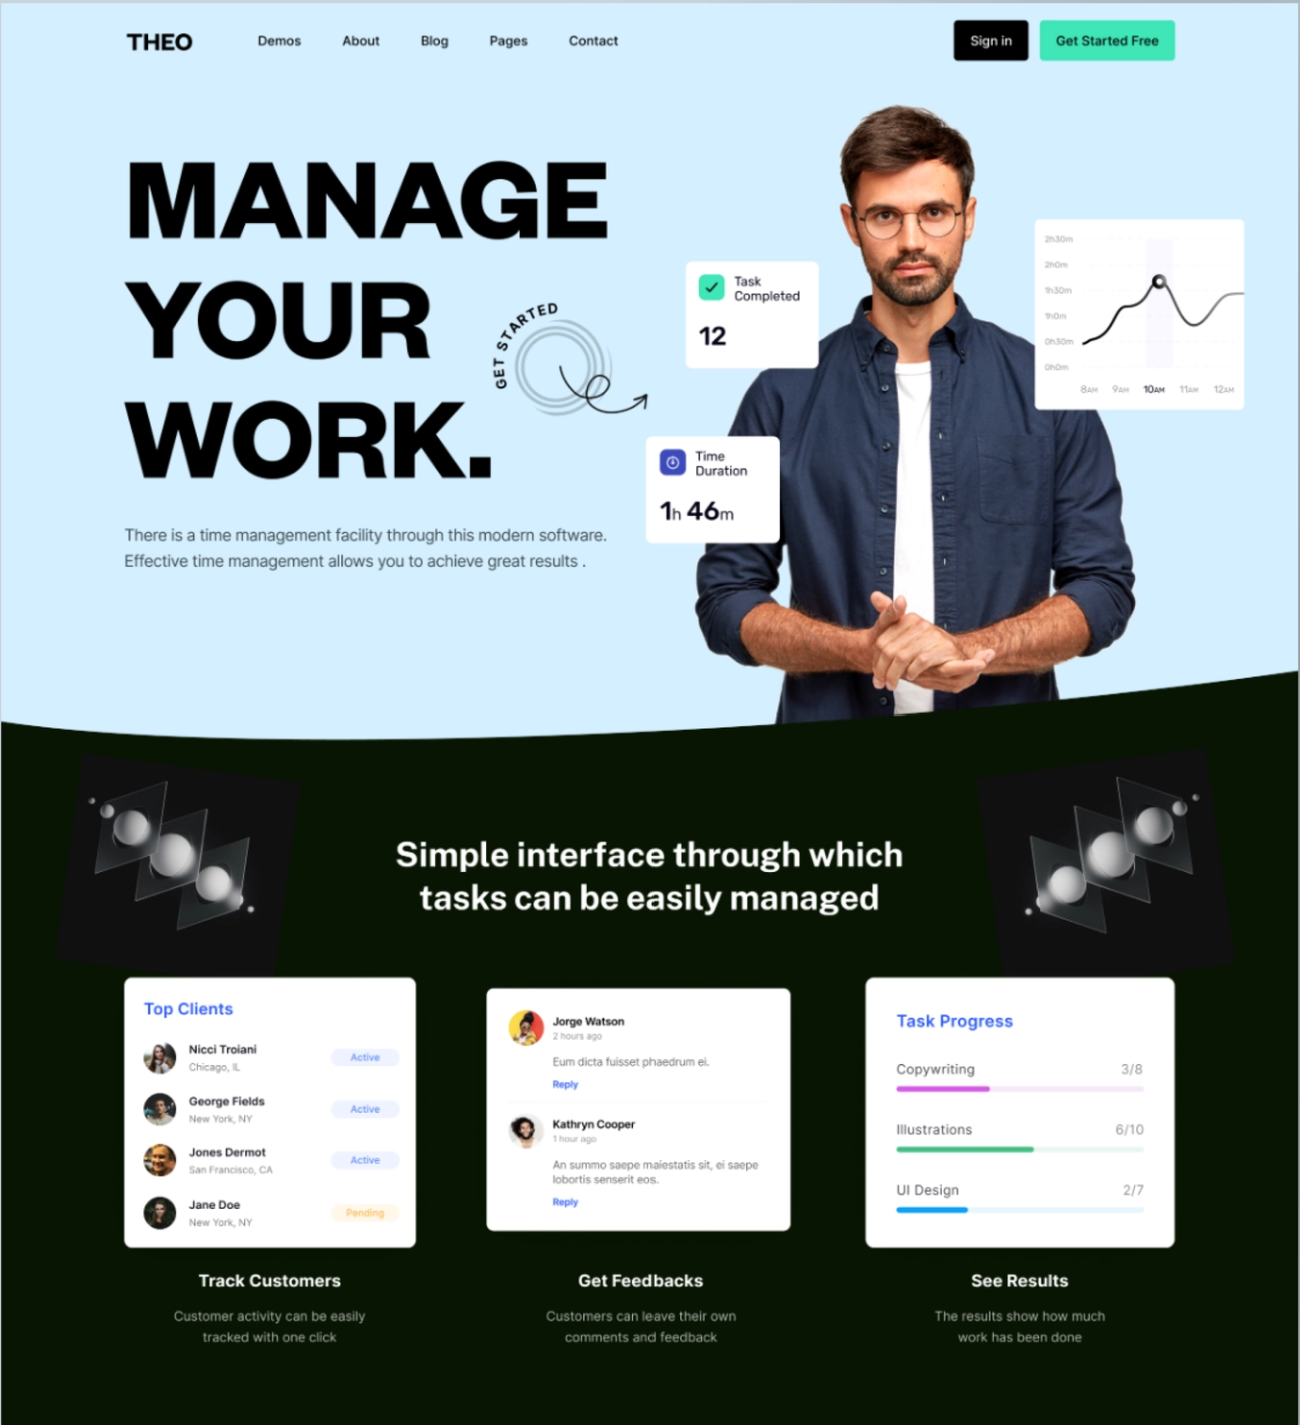 THEO
Demos
About
Blog
Pages
Contact
Sign in
Get Started Free
MANAGE
YOUR
WORK.
GET STARTED
There is a time management facility through this modern software.
Effective time management allows you to achieve great results .
Task
Completed
12
Time
Duration
1h 46m
2h30m
2h0m
1h30m
1h0m
0h30m
0h0m
8AM 9AM 10AM 11AM 12AM
Simple interface through which
tasks can be easily managed
Top Clients
Nicci Troiani
Chicago, IL
Active
George Fields
New York, NY
Active
Jones Dermot
San Francisco, CA
Active
Jane Doe
New York, NY
Pending
Track Customers
Customer activity can be easily
tracked with one click
Jorge Watson
2 hours ago
Eum dicta fuisset phaedrum ei.
Reply
Kathryn Cooper
1 hour ago
An summo saepe maiestatis sit, ei saepe
lobortis senserit eos.
Reply
Get Feedbacks
Customers can leave their own
comments and feedback
Task Progress
Copywriting 3/8
Illustrations 6/10
UI Design 2/7
See Results
The results show how much
work has been done